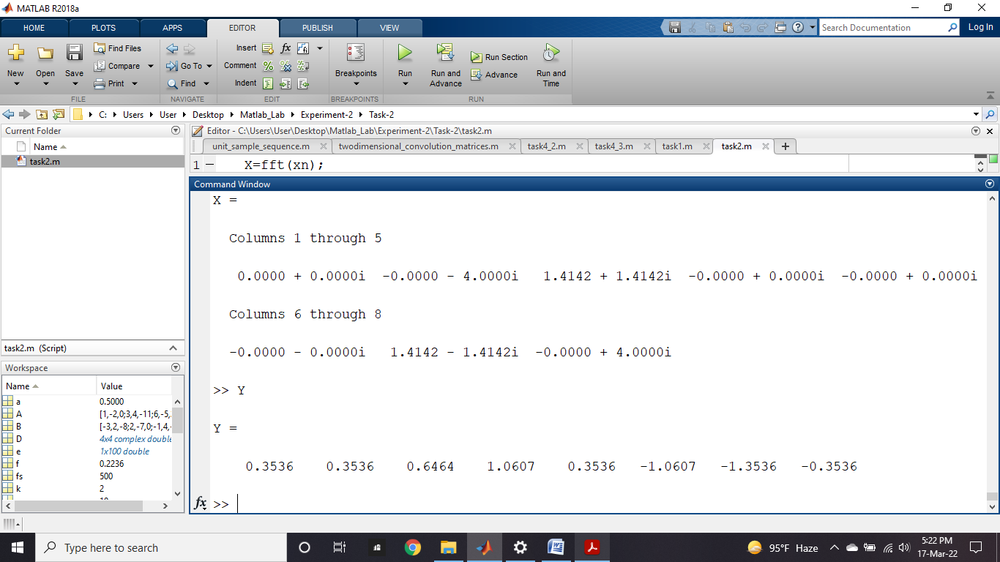 MATLAB R2018a
HOME PLOTS APPS EDITOR PUBLISH VIEW Search Documentation Log In
New Open Save Find Files Compare Print
Go To Find
Insert fx
Comment
Indent
Breakpoints
Run Run and Advance Run Section Advance Run and Time
FILE NAVIGATE EDIT BREAKPOINTS RUN
C: Users User Desktop Matlab_Lab Experiment-2 Task-2
Current Folder
Name
task2.m
task2.m (Script)
Workspace
Name Value
a 0.5000
A [1,-2,0;3,4,-11;6,-5,
B [-3,2,-8;2,-7,0;-1,4,-
D 4x4 complex double
e 1x100 double
f 0.2236
fs 500
k 2
Editor - C:\Users\User\Desktop\Matlab_Lab\Experiment-2\Task-2\task2.m
unit_sample_sequence.m twodimensional_convolution_matrices.m task4_2.m task4_3.m task1.m task2.m
1 — X=fft(xn);
Command Window
X =
Columns 1 through 5
0.0000 + 0.0000i -0.0000 - 4.0000i 1.4142 + 1.4142i -0.0000 + 0.0000i -0.0000 + 0.0000i
Columns 6 through 8
-0.0000 - 0.0000i 1.4142 - 1.4142i -0.0000 + 4.0000i
>> Y
Y =
0.3536 0.3536 0.6464 1.0607 0.3536 -1.0607 -1.3536 -0.3536
fx >>
Type here to search
95°F Haze
5:22 PM
17-Mar-22